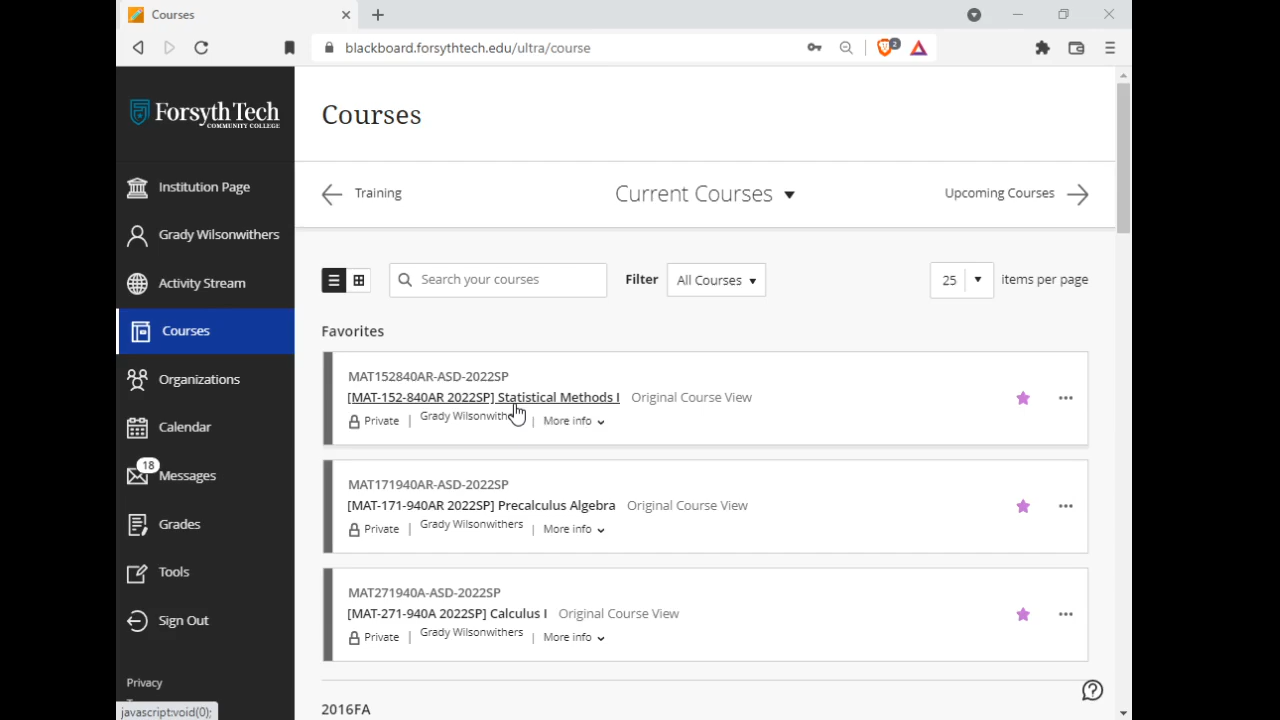 Courses
blackboard.forsythtech.edu/ultra/course
2
Forsyth Tech
COMMUNITY COLLEGE
Courses
Institution Page
Training
Current Courses
Upcoming Courses
Grady Wilsonwithers
Activity Stream
Search your courses
Filter
All Courses
25
items per page
Courses
Favorites
MAT152840AR-ASD-2022SP
Organizations
[MAT-152-840AR 2022SP] Statistical Methods I Original Course View
Private | Grady Wilsonwithers | More info
Calendar
18
Messages
MAT171940AR-ASD-2022SP
[MAT-171-940AR 2022SP] Precalculus Algebra Original Course View
Grades
Private | Grady Wilsonwithers | More info
Tools
MAT271940A-ASD-2022SP
[MAT-271-940A 2022SP] Calculus I Original Course View
Sign Out
Private | Grady Wilsonwithers | More info
Privacy
2016FA
javascript:void(0);